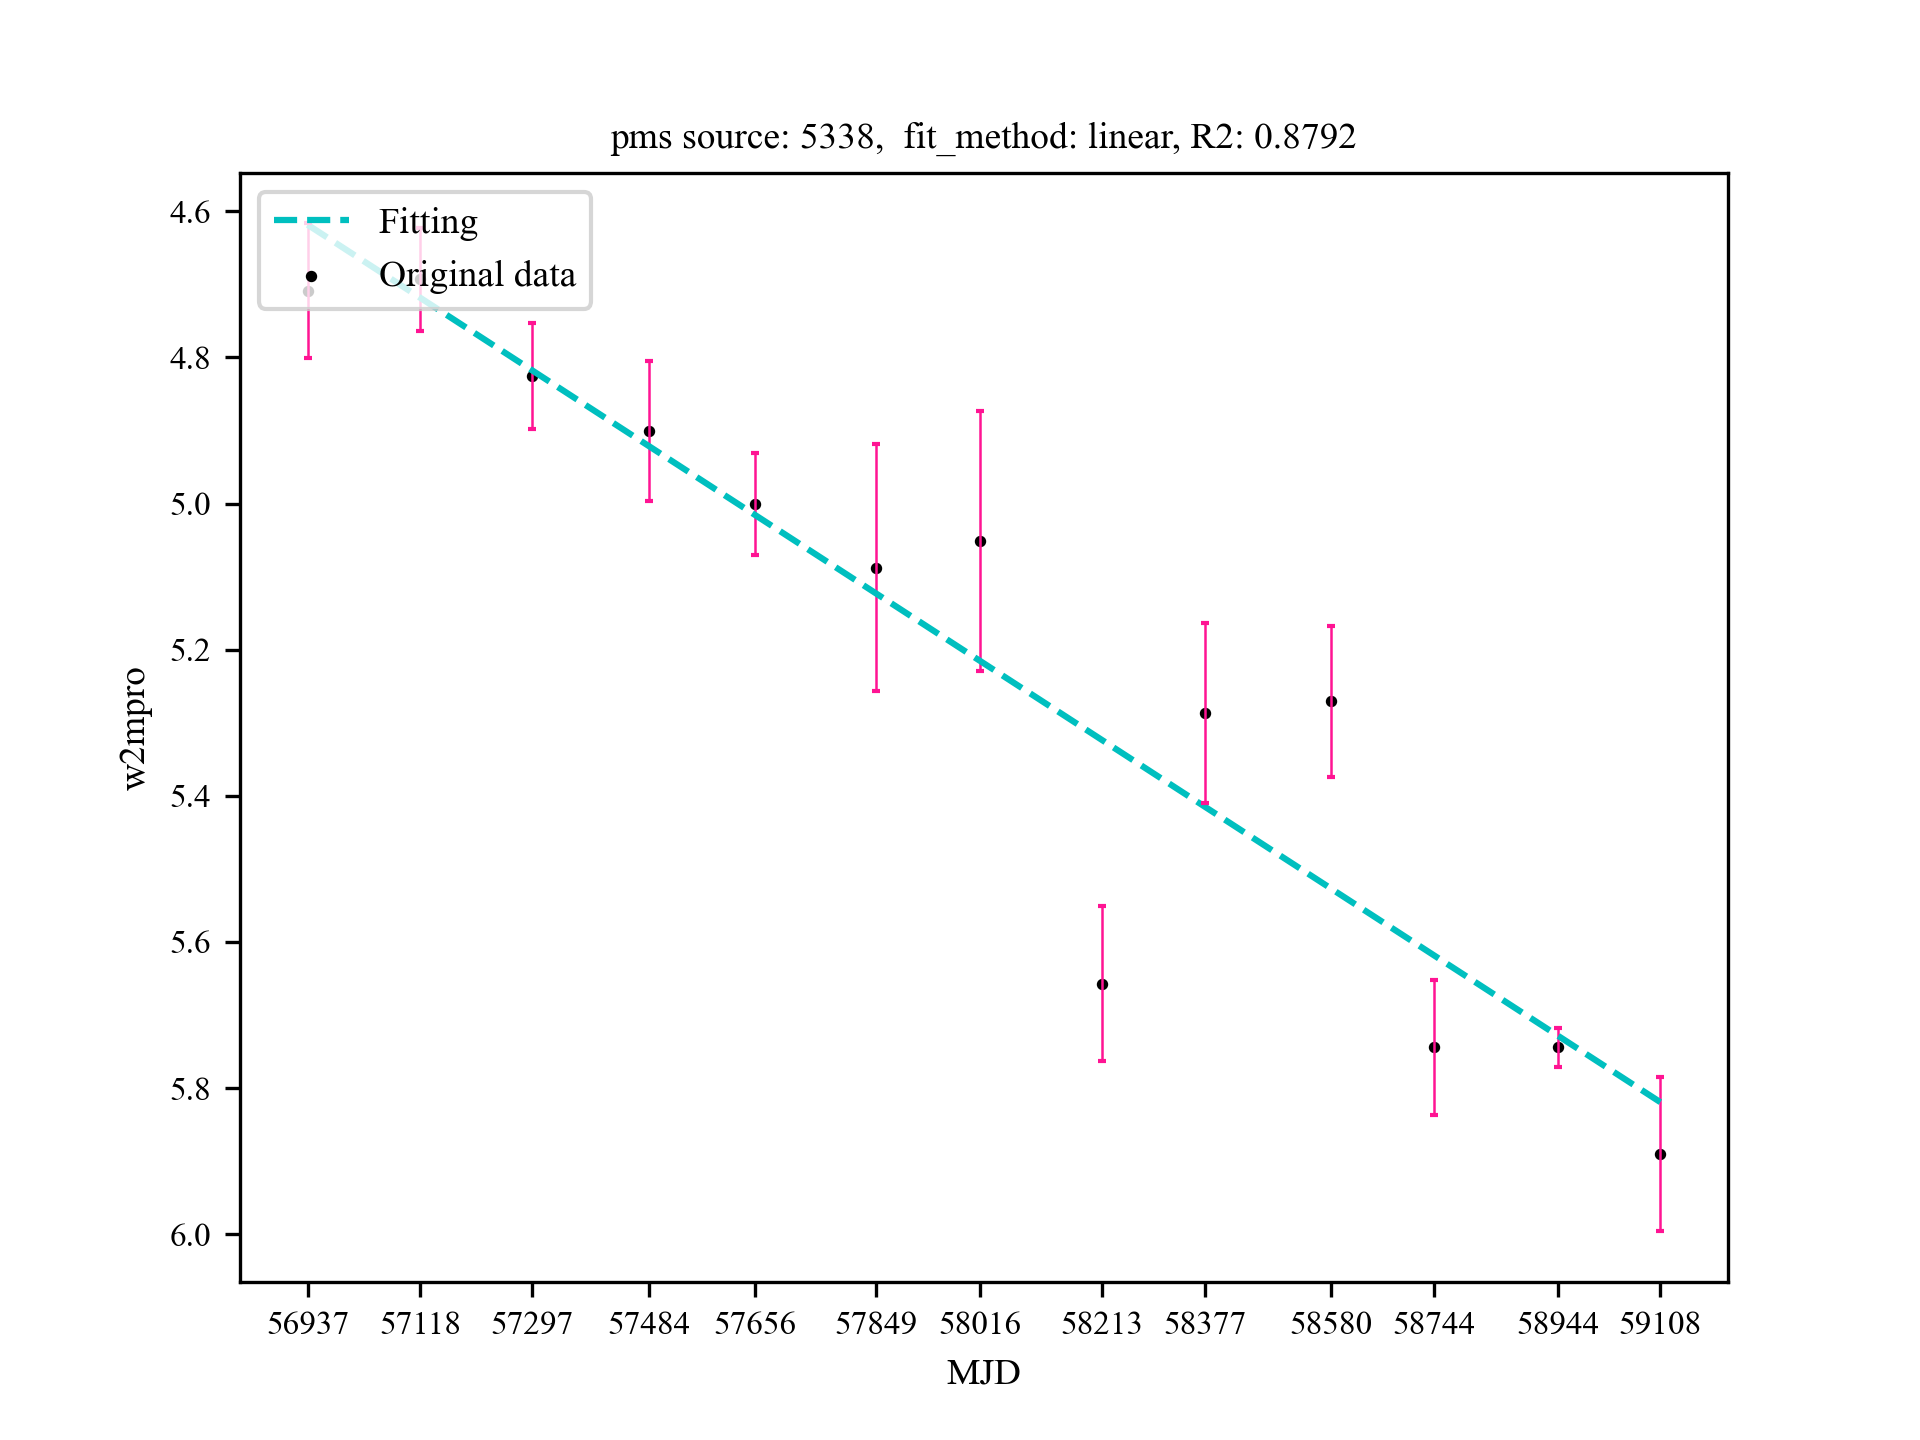 pms source: 5338,  fit_method: linear, R2: 0.8792
Fitting
Original data
4.6
4.8
5.0
5.2
5.4
5.6
5.8
6.0
w2mpro
56937 57118 57297 57484 57656 57849 58016 58213 58377 58580 58744 58944 59108
MJD